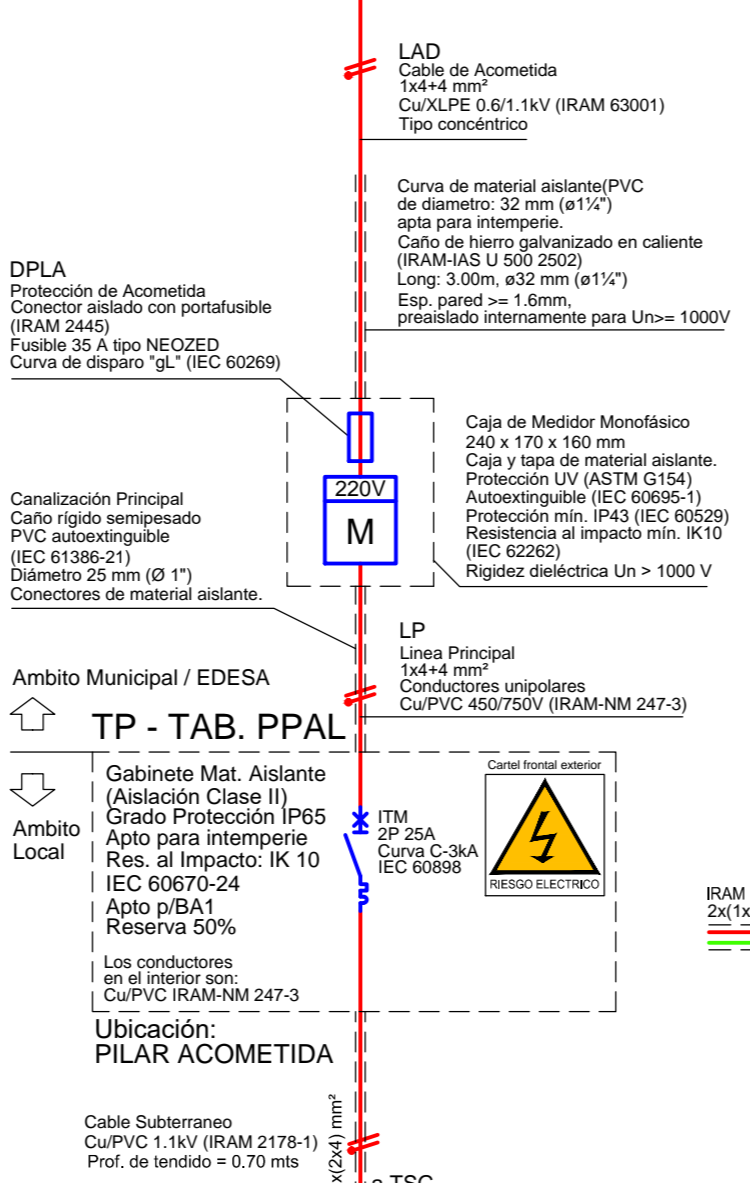 LAD
Cable de Acometida
1x4+4 mm²
Cu/XLPE 0.6/1.1kV (IRAM 63001)
Tipo concéntrico
Curva de material aislante(PVC
de diametro: 32 mm (ø1¼")
apta para intemperie.
Caño de hierro galvanizado en caliente
(IRAM-IAS U 500 2502)
Long: 3.00m, ø32 mm (ø1¼")
Esp. pared >= 1.6mm,
preaislado internamente para Un>= 1000V
DPLA
Protección de Acometida
Conector aislado con portafusible
(IRAM 2445)
Fusible 35 A tipo NEOZED
Curva de disparo "gL" (IEC 60269)
220V
M
Caja de Medidor Monofásico
240 x 170 x 160 mm
Caja y tapa de material aislante.
Protección UV (ASTM G154)
Autoextinguible (IEC 60695-1)
Protección mín. IP43 (IEC 60529)
Resistencia al impacto mín. IK10
(IEC 62262)
Rigidez dieléctrica Un > 1000 V
Canalización Principal
Caño rígido semipesado
PVC autoextinguible
(IEC 61386-21)
Diámetro 25 mm (Ø 1")
Conectores de material aislante.
LP
Linea Principal
1x4+4 mm²
Conductores unipolares
Cu/PVC 450/750V (IRAM-NM 247-3)
Ambito Municipal / EDESA
TP - TAB. PPAL
Ambito
Local
Gabinete Mat. Aislante
(Aislación Clase II)
Grado Protección IP65
Apto para intemperie
Res. al Impacto: IK 10
IEC 60670-24
Apto p/BA1
Reserva 50%
Los conductores
en el interior son:
Cu/PVC IRAM-NM 247-3
ITM
2P 25A
Curva C-3kA
IEC 60898
Cartel frontal exterior
RIESGO ELECTRICO
IRAM
2x(1x
Ubicación:
PILAR ACOMETIDA
Cable Subterraneo
Cu/PVC 1.1kV (IRAM 2178-1)
Prof. de tendido = 0.70 mts
x(2x4) mm²